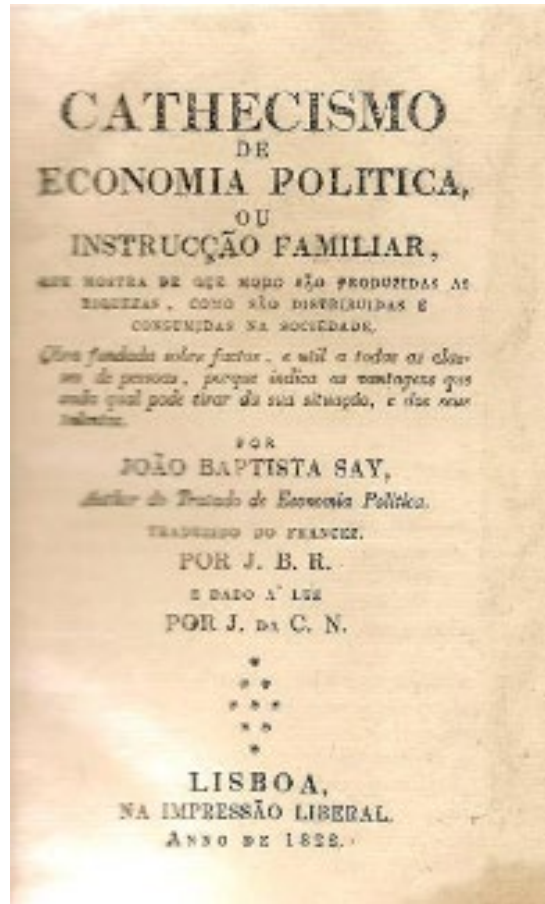 CATHECISMO
DE
ECONOMIA POLITICA,
OU
INSTRUCÇÃO FAMILIAR,
QUE MOSTRA DE QUE MODO SÃO PRODUZIDAS AS
RIQUEZAS, COMO SÃO DISTRIBUIDAS E
CONSUMIDAS NA SOCIEDADE.
Obra fundada sobre factos, e util a todas as clas-
ses de pessoas, porque indica as vantagens que
cada qual pode tirar da sua situação, e dos seus
talentos.
POR
JOÃO BAPTISTA SAY,
Author do Tratado de Economia Politica.
TRADUZIDO DO FRANCEZ.
POR J. B. R.
E DADO A' LUZ
POR J. DA C. N.
LISBOA,
NA IMPRESSÃO LIBERAL.
ANNO DE